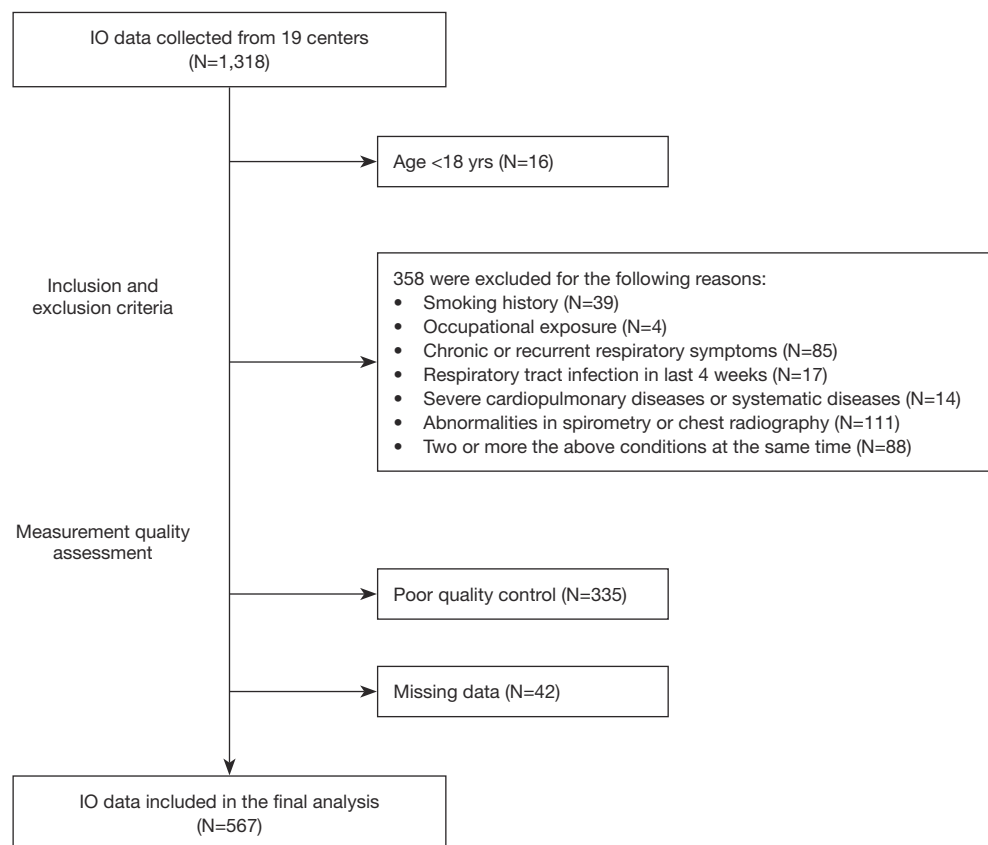 IO data collected from 19 centers
(N=1,318)
Age <18 yrs (N=16)
Inclusion and
exclusion criteria
358 were excluded for the following reasons:
• Smoking history (N=39)
• Occupational exposure (N=4)
• Chronic or recurrent respiratory symptoms (N=85)
• Respiratory tract infection in last 4 weeks (N=17)
• Severe cardiopulmonary diseases or systematic diseases (N=14)
• Abnormalities in spirometry or chest radiography (N=111)
• Two or more the above conditions at the same time (N=88)
Measurement quality
assessment
Poor quality control (N=335)
Missing data (N=42)
IO data included in the final analysis
(N=567)